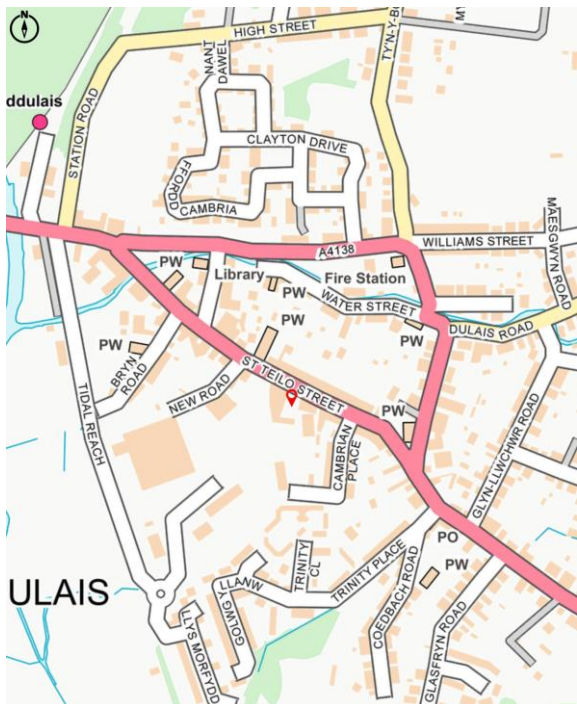 N
HIGH STREET
TY'N-Y-B
MY
ddulais
STATION ROAD
NANT
DAWEL
CLAYTON DRIVE
FFORDD
CAMBRIA
A4138
WILLIAMS STREET
MAESGWYN ROAD
PW
Library
PW
Fire Station
WATER STREET
PW
PW
DULAIS ROAD
PW
BRYN
ROAD
NEW ROAD
ST TEILO STREET
TIDAL REACH
PW
CAMBRIAN
PLACE
GLYN-LLWCHWR ROAD
PO
PW
ULAIS
TRINITY
CL
TRINITY PLACE
COEDBACH ROAD
GOLWG Y
LLANW
LLYS MORFYDD
GLASFRYN ROAD